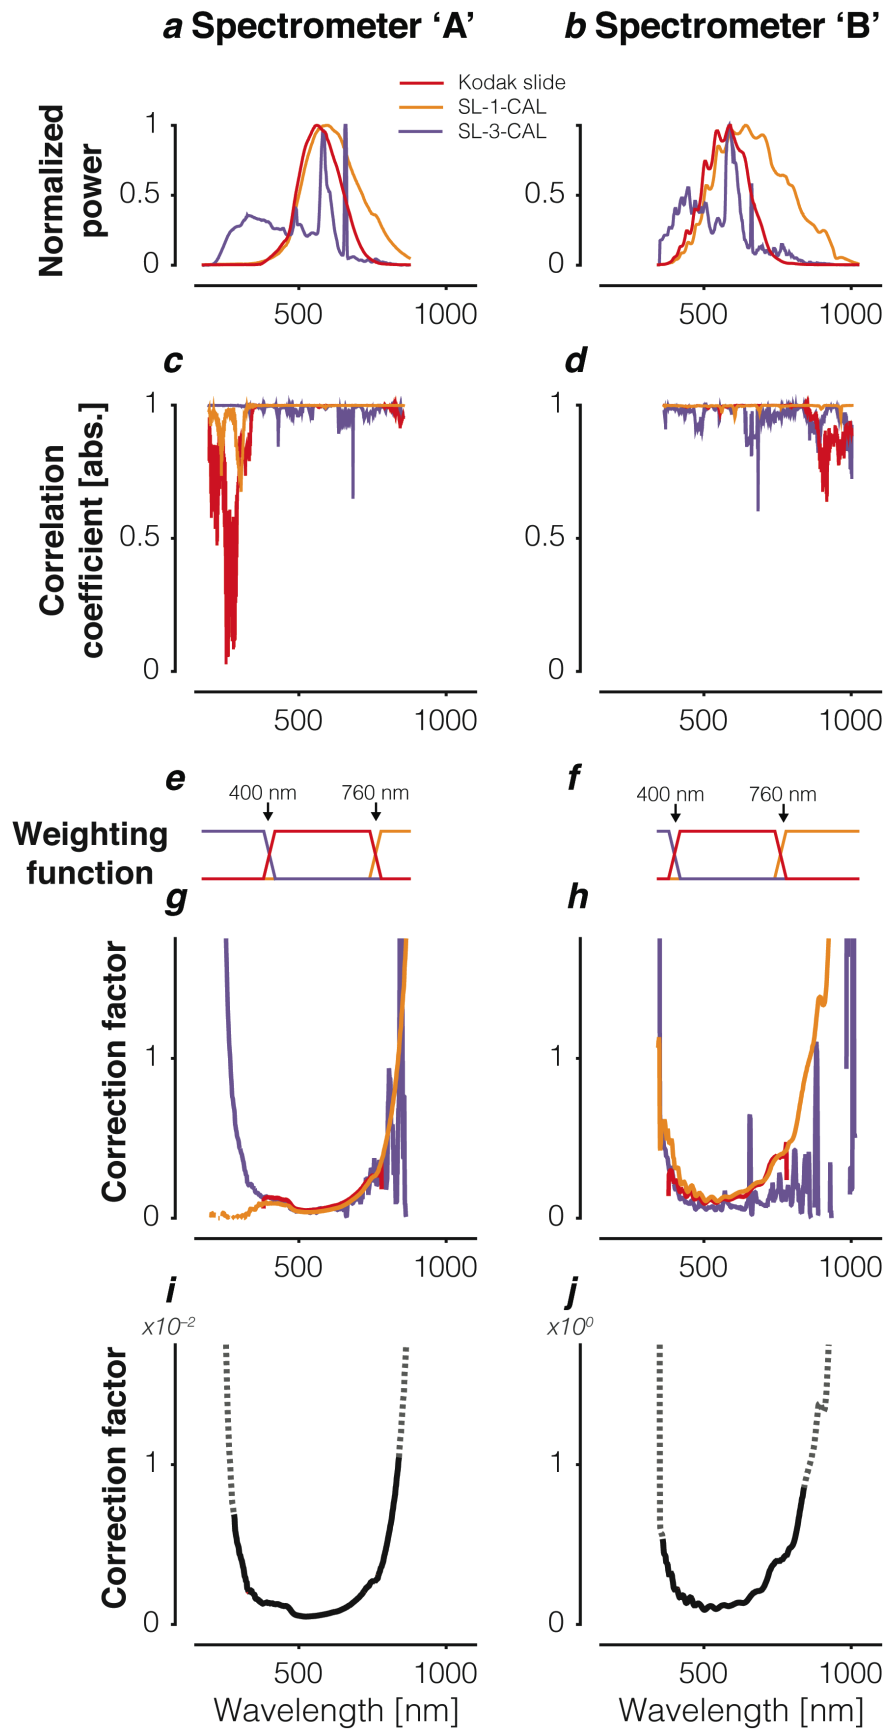 a Spectrometer ‘A’
b Spectrometer ‘B’
Kodak slide
SL-1-CAL
SL-3-CAL
Normalized
power
1
0.5
0
500
1000
1
0.5
0
500
1000
c
d
Correlation
coefficient [abs.]
1
0.5
0
500
1000
1
0.5
0
500
1000
e
400 nm
760 nm
f
400 nm
760 nm
Weighting
function
g
h
Correction factor
1
0
500
1000
1
0
500
1000
i
x10⁻²
j
x10⁰
Correction factor
1
0
500
1000
Wavelength [nm]
1
0
500
1000
Wavelength [nm]